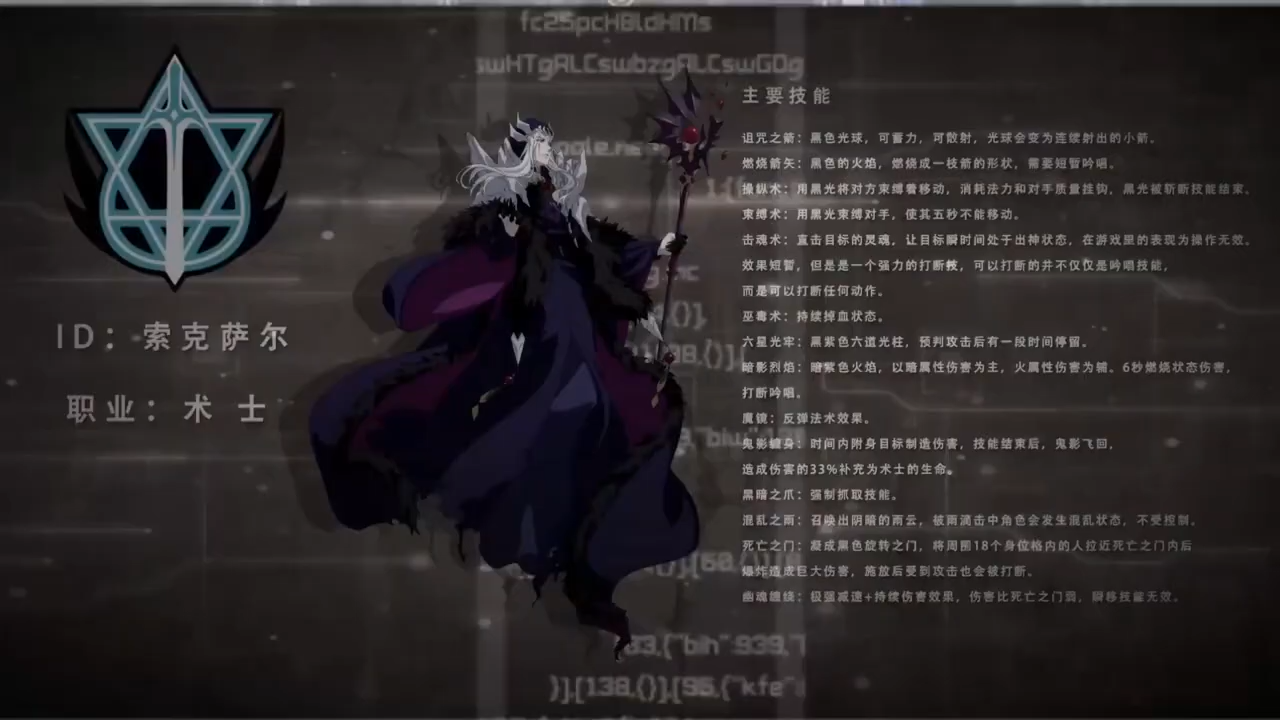 fc25pcHBldHMs
swHTgALCswbzgALCswGDg
ID：索克萨尔
职业：术 士
主要技能
诅咒之箭：黑色光球，可蓄力，可散射，光球会变为连续射出的小箭。
燃烧箭矢：黑色的火焰，燃烧成一枝箭的形状，需要短暂吟唱。
操纵术：用黑光将对方束缚着移动，消耗法力和对手质量挂钩，黑光被斩断技能结束。
束缚术：用黑光束缚对手，使其五秒不能移动。
击魂术：直击目标的灵魂，让目标瞬时间处于出神状态，在游戏里的表现为操作无效。
效果短暂，但是是一个强力的打断技，可以打断的并不仅仅是吟唱技能，
而是可以打断任何动作。
巫毒术：持续掉血状态。
六星光牢：黑紫色六道光柱，预判攻击后有一段时间停留。
暗影烈焰：暗紫色火焰，以暗属性伤害为主，火属性伤害为辅。6秒燃烧状态伤害，
打断吟唱。
魔镜：反弹法术效果。
鬼影缠身：时间内附身目标制造伤害，技能结束后，鬼影飞回，
造成伤害的33%补充为术士的生命。
黑暗之爪：强制抓取技能。
混乱之雨：召唤出阴暗的雨云，被雨滴击中角色会发生混乱状态，不受控制。
死亡之门：凝成黑色旋转之门，将周围18个身位格内的人拉近死亡之门内后
爆炸造成巨大伤害，施放后受到攻击也会被打断。
幽魂缠绕：极强减速+持续伤害效果，伤害比死亡之门弱，瞬移技能无效。
33,{"bih":939,7
)],[138,()],[95,{"kfe"